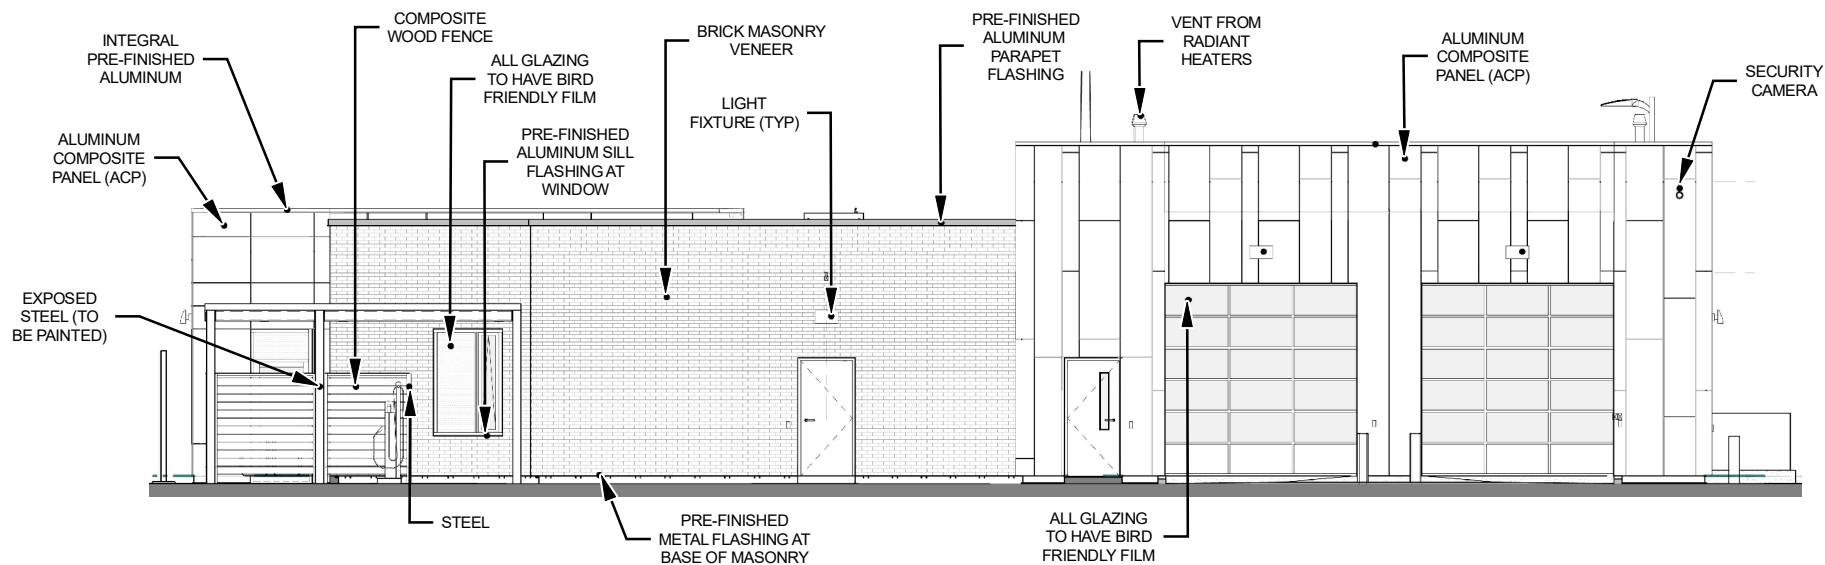 INTEGRAL
PRE-FINISHED
ALUMINUM
COMPOSITE
WOOD FENCE
ALL GLAZING
TO HAVE BIRD
FRIENDLY FILM
BRICK MASONRY
VENEER
PRE-FINISHED
ALUMINUM
PARAPET
FLASHING
VENT FROM
RADIANT
HEATERS
ALUMINUM
COMPOSITE
PANEL (ACP)
SECURITY
CAMERA
LIGHT
FIXTURE (TYP)
ALUMINUM
COMPOSITE
PANEL (ACP)
PRE-FINISHED
ALUMINUM SILL
FLASHING AT
WINDOW
EXPOSED
STEEL (TO
BE PAINTED)
STEEL
PRE-FINISHED
METAL FLASHING AT
BASE OF MASONRY
ALL GLAZING
TO HAVE BIRD
FRIENDLY FILM